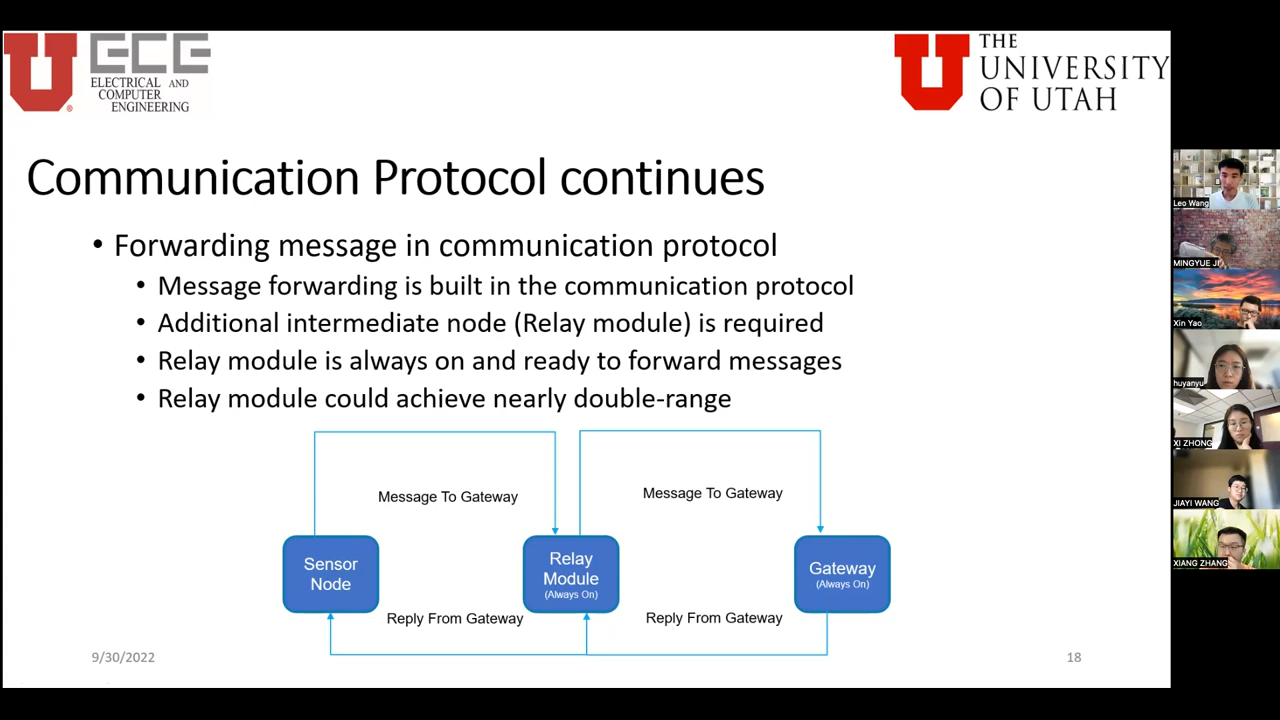 ECE
ELECTRICAL AND
COMPUTER
ENGINEERING
THE
UNIVERSITY
OF UTAH
Communication Protocol continues
• Forwarding message in communication protocol
• Message forwarding is built in the communication protocol
• Additional intermediate node (Relay module) is required
• Relay module is always on and ready to forward messages
• Relay module could achieve nearly double-range
Message To Gateway
Message To Gateway
Sensor
Node
Relay
Module
(Always On)
Gateway
(Always On)
Reply From Gateway
Reply From Gateway
9/30/2022
18
Leo Wang
MINGYUE JI
Xin Yao
huyanyu
XI ZHONG
JIAYI WANG
XIANG ZHANG